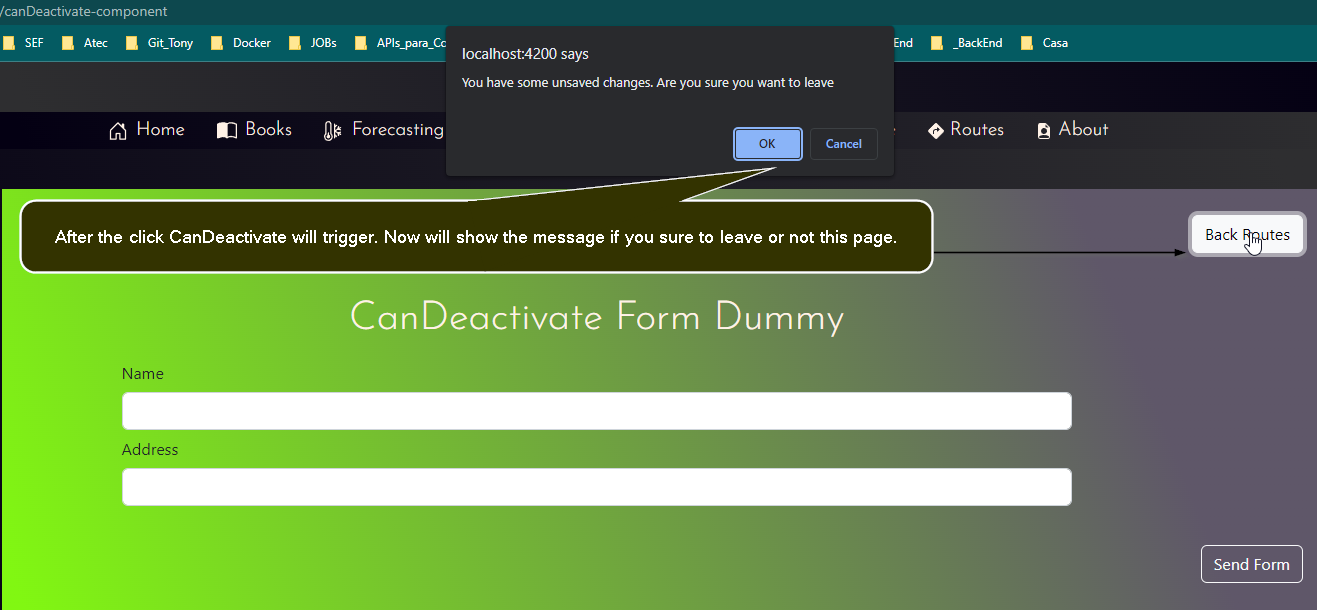 /canDeactivate-component
SEF Atec Git_Tony Docker JOBs APIs_para_Co End _BackEnd Casa
localhost:4200 says
You have some unsaved changes. Are you sure you want to leave
OK Cancel
Home Books Forecasting Routes About
After the click CanDeactivate will trigger. Now will show the message if you sure to leave or not this page.
Back Routes
CanDeactivate Form Dummy
Name
Address
Send Form